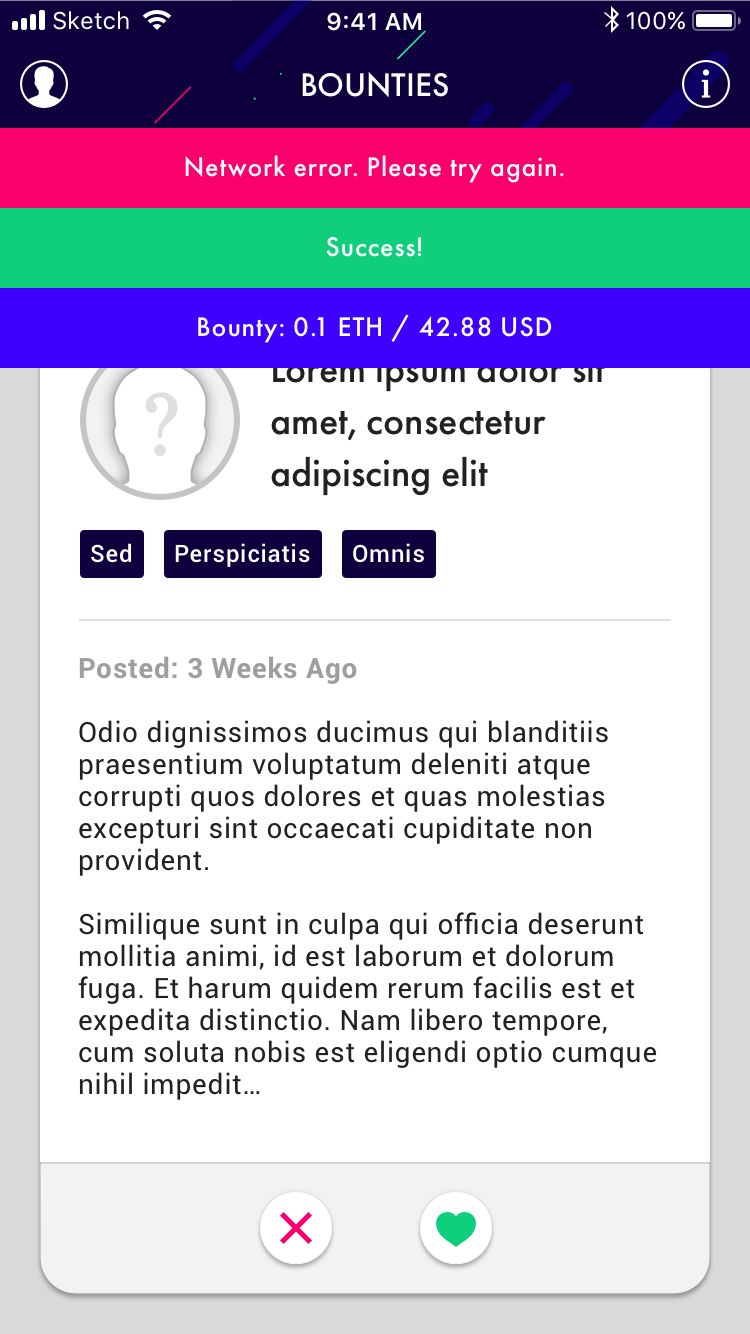 Sketch 9:41 AM 100%
BOUNTIES
Network error. Please try again.
Success!
Bounty: 0.1 ETH / 42.88 USD
Lorem ipsum dolor sit
amet, consectetur
adipiscing elit
?
Sed Perspiciatis Omnis
Posted: 3 Weeks Ago
Odio dignissimos ducimus qui blanditiis
praesentium voluptatum deleniti atque
corrupti quos dolores et quas molestias
excepturi sint occaecati cupiditate non
provident.
Similique sunt in culpa qui officia deserunt
mollitia animi, id est laborum et dolorum
fuga. Et harum quidem rerum facilis est et
expedita distinctio. Nam libero tempore,
cum soluta nobis est eligendi optio cumque
nihil impedit…